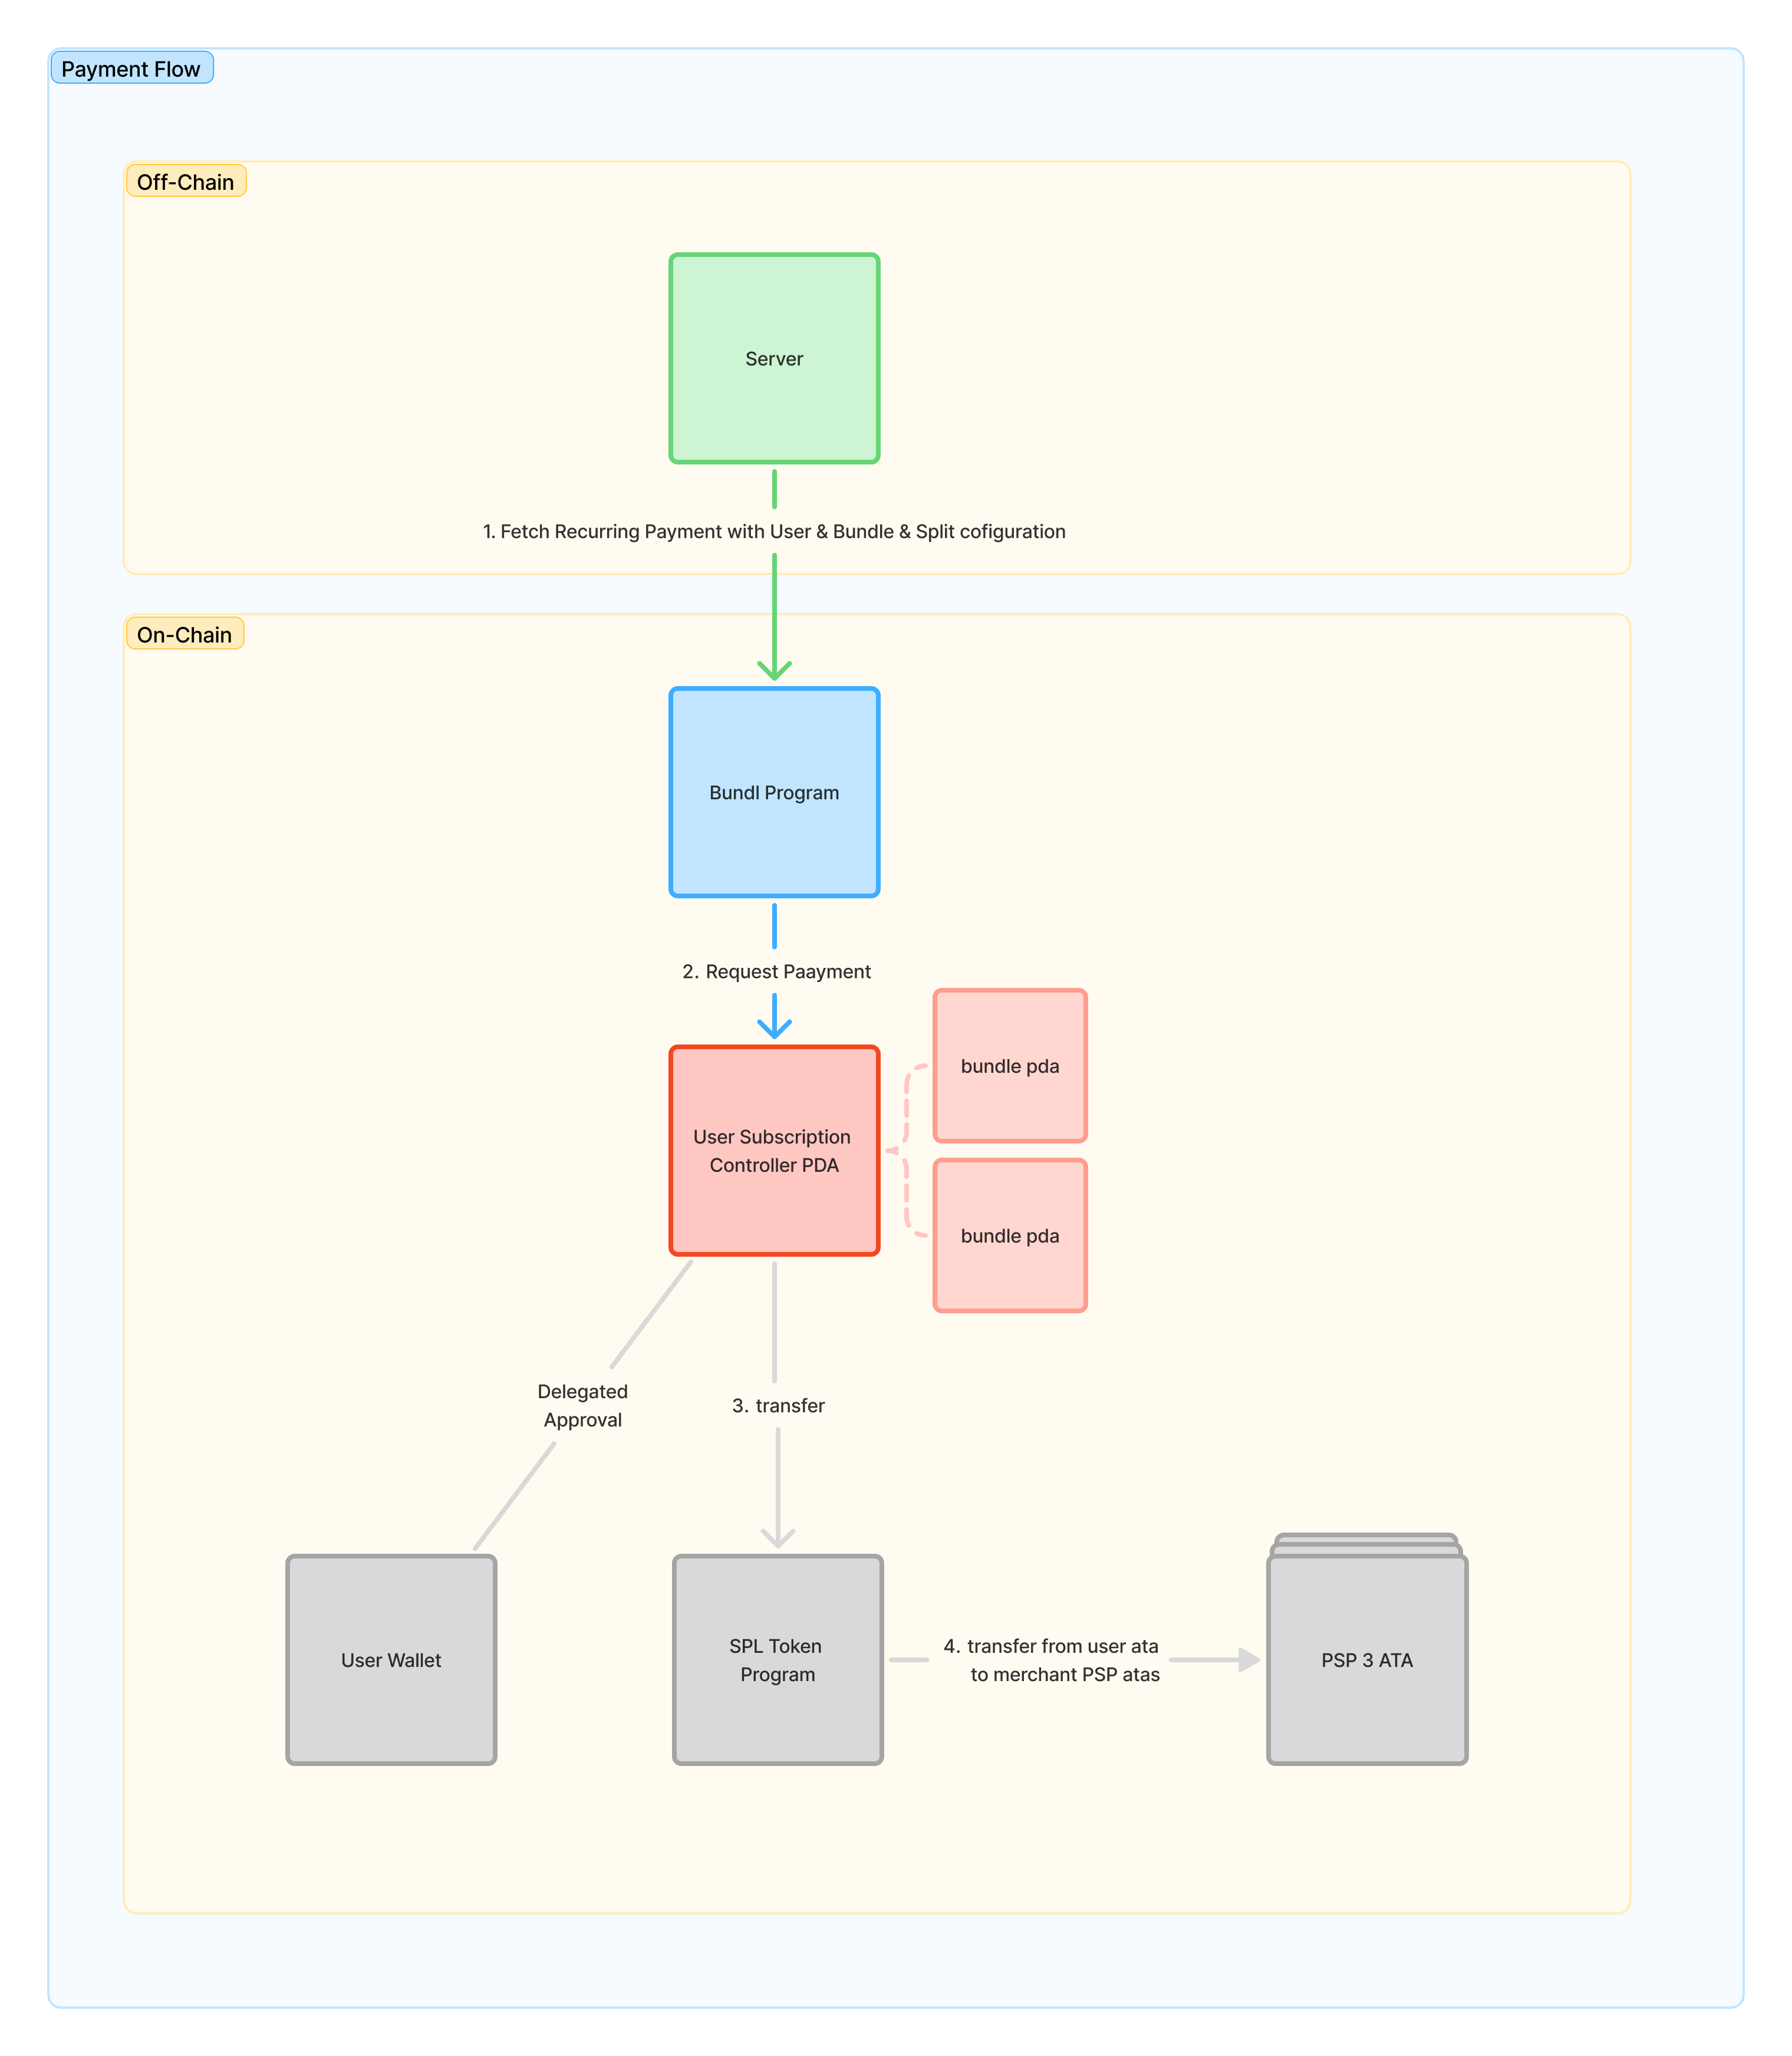 Payment Flow
Off-Chain
Server
1. Fetch Recurring Payment with User & Bundle & Split cofiguration
On-Chain
Bundl Program
2. Request Paayment
bundle pda
User Subscription
Controller PDA
bundle pda
Delegated
Approval
3. transfer
User Wallet
SPL Token
Program
4. transfer from user ata
to merchant PSP atas
PSP 3 ATA